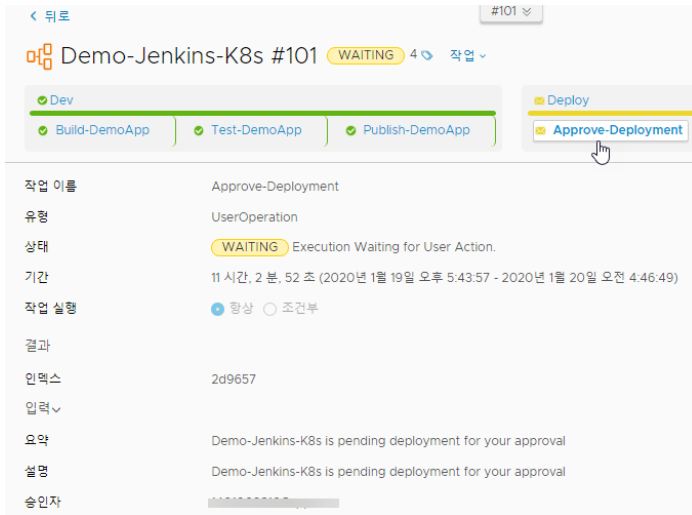 뒤로
#101
Demo-Jenkins-K8s #101 WAITING 4 작업
Dev
Deploy
Build-DemoApp Test-DemoApp Publish-DemoApp Approve-Deployment
작업 이름 Approve-Deployment
유형 UserOperation
상태 WAITING Execution Waiting for User Action.
기간 11 시간, 2 분, 52 초 (2020년 1월 19일 오후 5:43:57 - 2020년 1월 20일 오전 4:46:49)
작업 실행 항상 조건부
결과
인덱스 2d9657
입력
요약 Demo-Jenkins-K8s is pending deployment for your approval
설명 Demo-Jenkins-K8s is pending deployment for your approval
승인자